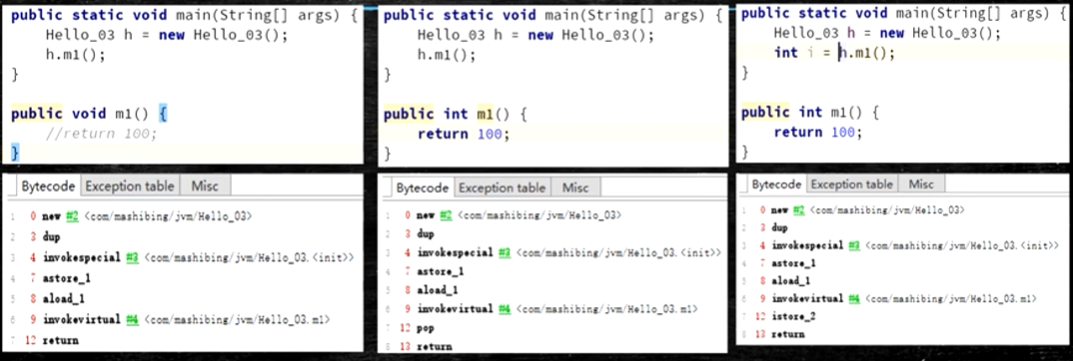 public static void main(String[] args) {
Hello_03 h = new Hello_03();
h.m1();
}
public void m1() {
//return 100;
}
Bytecode Exception table Misc
1 0 new #2 <com/mashibing/jvm/Hello_03>
2 3 dup
3 4 invokespecial #3 <com/mashibing/jvm/Hello_03.<init>>
4 7 astore_1
5 8 aload_1
6 9 invokevirtual #4 <com/mashibing/jvm/Hello_03.m1>
7 12 return
public static void main(String[] args) {
Hello_03 h = new Hello_03();
h.m1();
}
public int m1() {
return 100;
}
Bytecode Exception table Misc
1 0 new #2 <com/mashibing/jvm/Hello_03>
2 3 dup
3 4 invokespecial #3 <com/mashibing/jvm/Hello_03.<init>>
4 7 astore_1
5 8 aload_1
6 9 invokevirtual #4 <com/mashibing/jvm/Hello_03.m1>
7 12 pop
8 13 return
public static void main(String[] args) {
Hello_03 h = new Hello_03();
int i = h.m1();
}
public int m1() {
return 100;
}
Bytecode Exception table Misc
1 0 new #2 <com/mashibing/jvm/Hello_03>
2 3 dup
3 4 invokespecial #3 <com/mashibing/jvm/Hello_03.<init>>
4 7 astore_1
5 8 aload_1
6 9 invokevirtual #4 <com/mashibing/jvm/Hello_03.m1>
7 12 istore_2
8 13 return